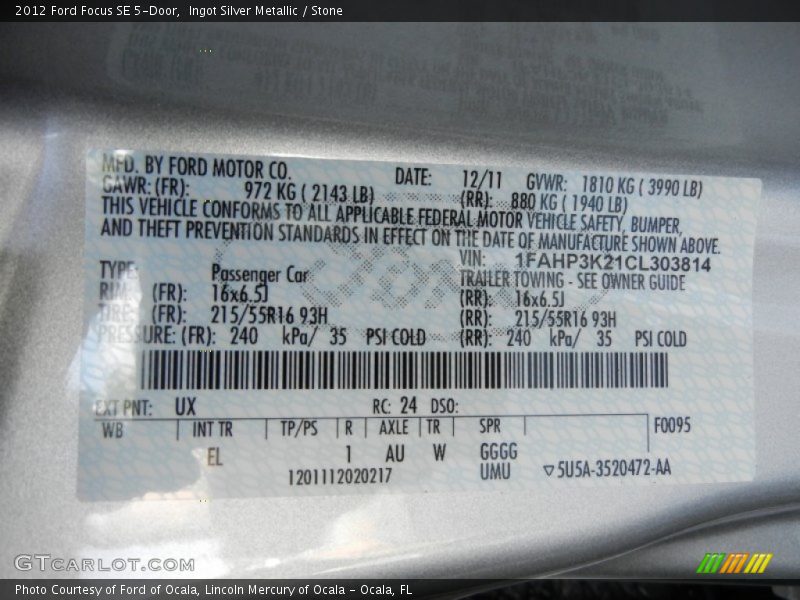 2012 Ford Focus SE 5-Door, Ingot Silver Metallic / Stone
MFD. BY FORD MOTOR CO. DATE: 12/11 GVWR: 1810 KG ( 3990 LB)
GAWR: (FR): 972 KG ( 2143 LB) (RR): 880 KG ( 1940 LB)
THIS VEHICLE CONFORMS TO ALL APPLICABLE FEDERAL MOTOR VEHICLE SAFETY, BUMPER,
AND THEFT PREVENTION STANDARDS IN EFFECT ON THE DATE OF MANUFACTURE SHOWN ABOVE.
VIN: 1FAHP3K21CL303814
TYPE: Passenger Car TRAILER TOWING - SEE OWNER GUIDE
RIM: (FR): 16x6.5J (RR): 16x6.5J
TIRE: (FR): 215/55R16 93H (RR): 215/55R16 93H
PRESSURE: (FR): 240 kPa/ 35 PSI COLD (RR): 240 kPa/ 35 PSI COLD
EXT PNT: UX RC: 24 DSO:
WB INT TR TP/PS R AXLE TR SPR F0095
EL 1 AU W GGGG
1201112020217 UMU ▽5U5A-3520472-AA
GTCARLOT.COM
Photo Courtesy of Ford of Ocala, Lincoln Mercury of Ocala - Ocala, FL